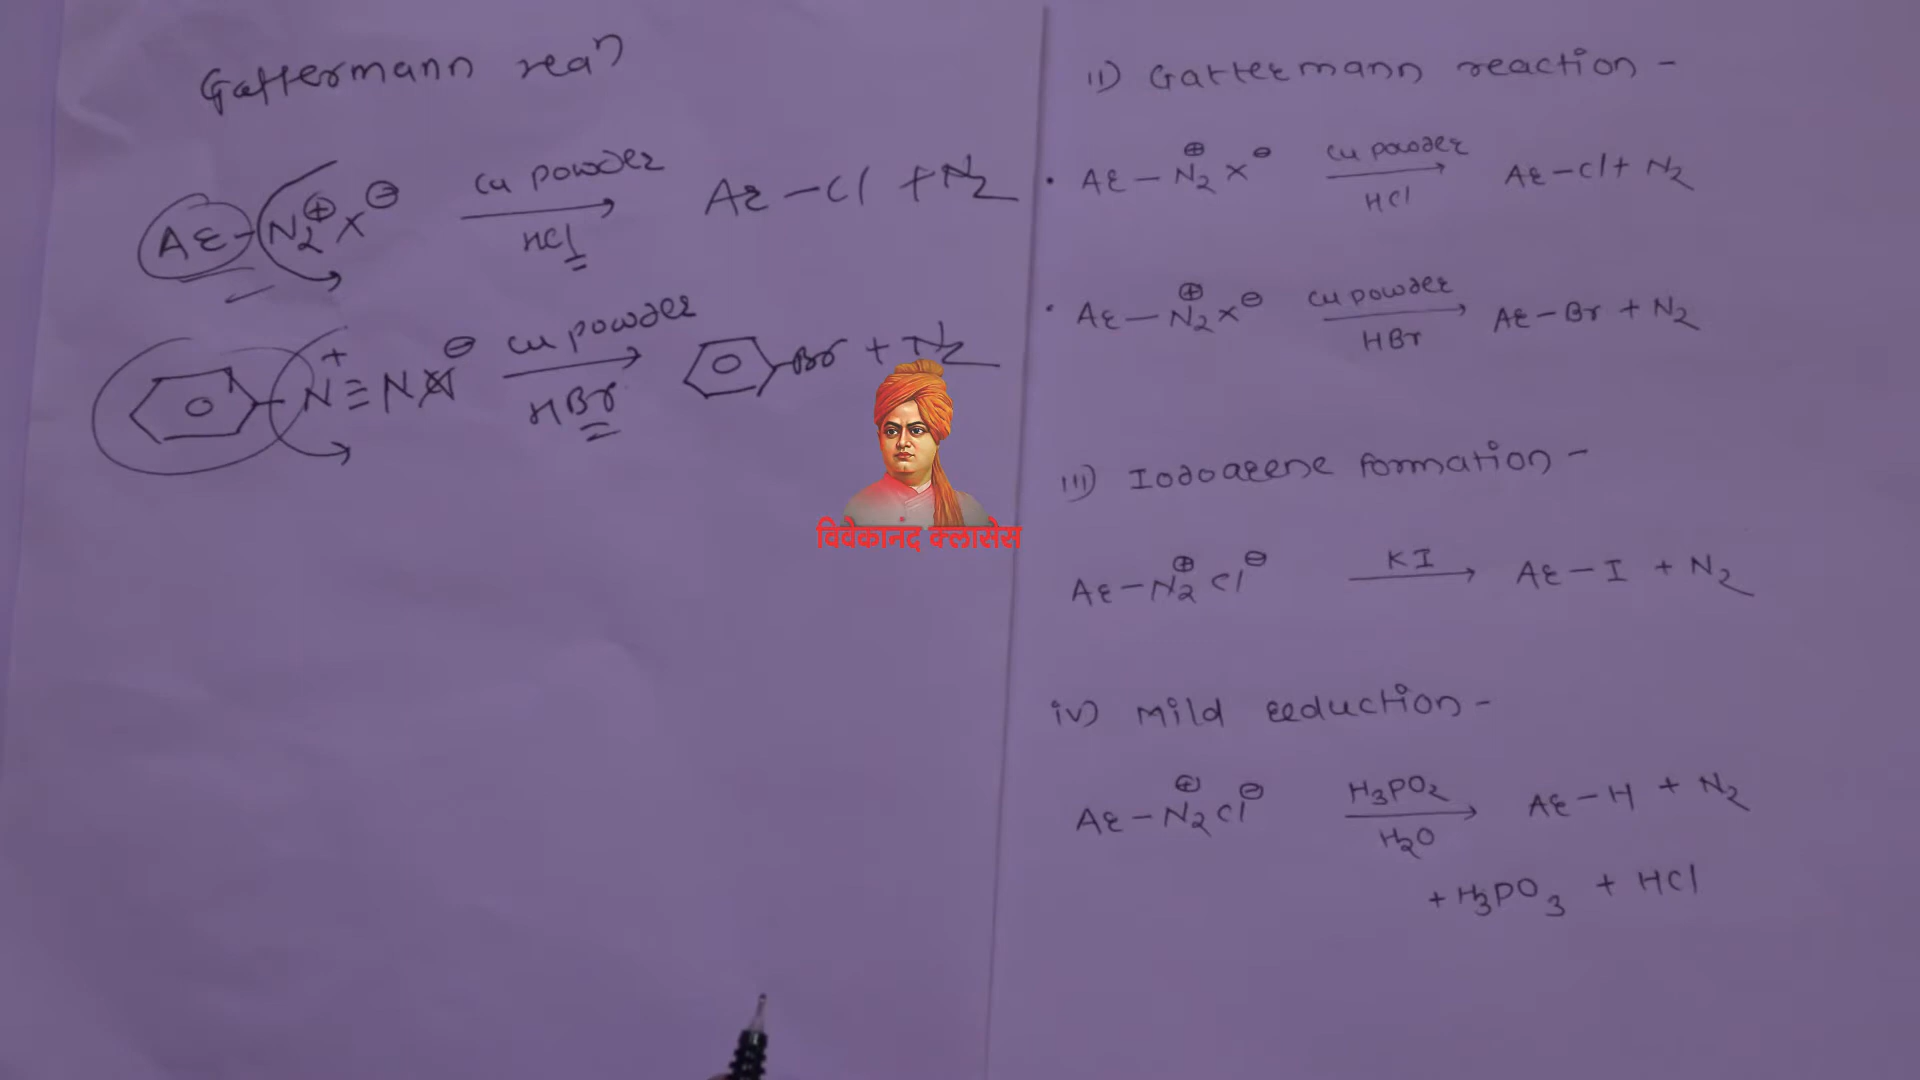 Gattermann rea^n
Ar-N2⊕X⊖ Cu powder Ar-Cl + N2
HCl
N+≡N X⊖ Cu powder Br + N2
HBr
विवेकानंद क्लासेस
ii) Gattermann reaction -
• Ar-N2⊕X⊖ Cu powder Ar-Cl + N2
HCl
• Ar-N2⊕X⊖ Cu powder Ar-Br + N2
HBr
iii) Iodoarene formation -
Ar-N2⊕Cl⊖ KI Ar-I + N2
iv) Mild reduction -
Ar-N2⊕Cl⊖ H3PO2 Ar-H + N2
H2O
+ H3PO3 + HCl